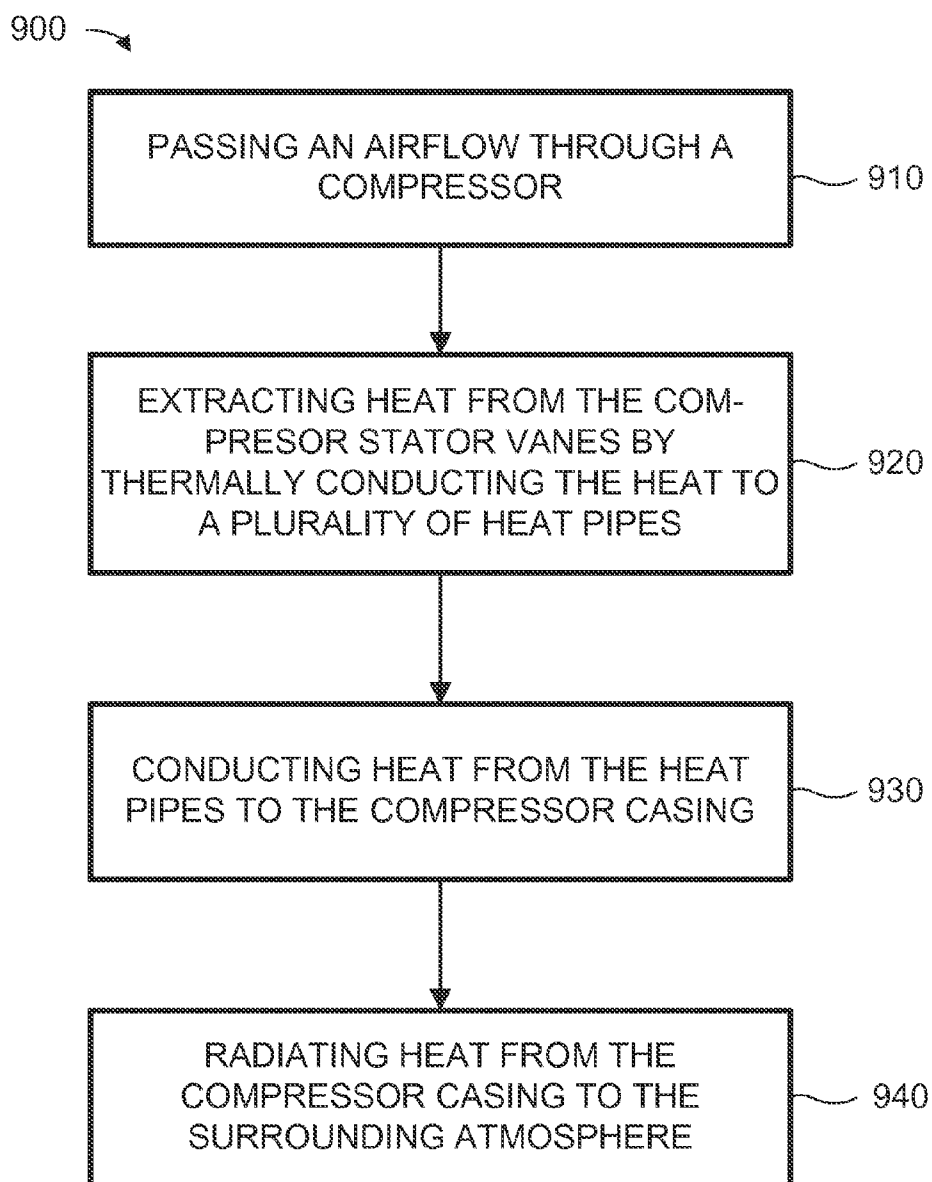 900
PASSING AN AIRFLOW THROUGH A
COMPRESSOR
910
EXTRACTING HEAT FROM THE COM-
PRESOR STATOR VANES BY
THERMALLY CONDUCTING THE HEAT TO
A PLURALITY OF HEAT PIPES
920
CONDUCTING HEAT FROM THE HEAT
PIPES TO THE COMPRESSOR CASING
930
RADIATING HEAT FROM THE
COMPRESSOR CASING TO THE
SURROUNDING ATMOSPHERE
940